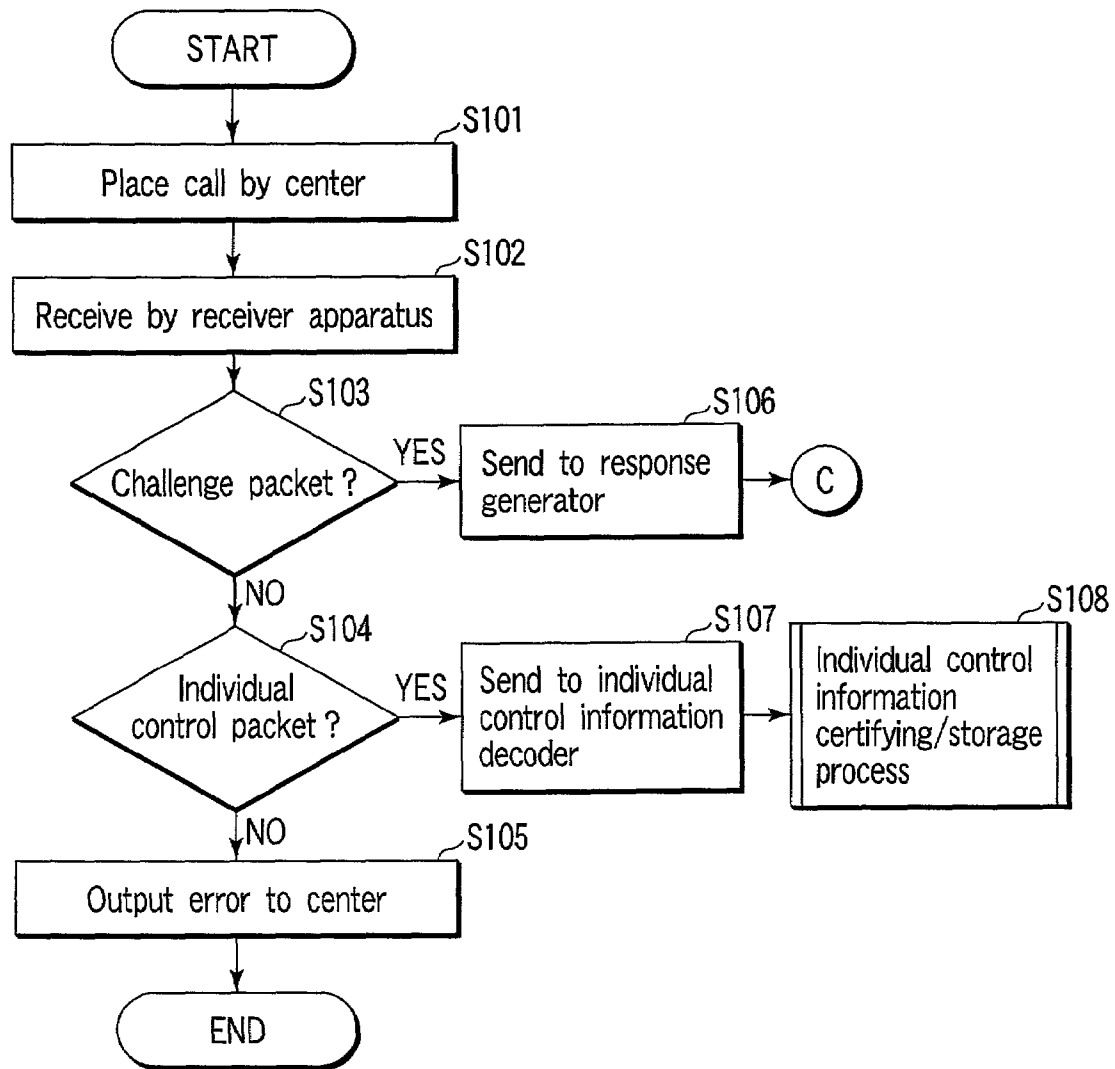 START
S101
Place call by center
S102
Receive by receiver apparatus
S103
Challenge packet?
YES
S106
Send to response
generator
C
NO
S104
Individual
control packet?
YES
S107
Send to individual
control information
decoder
S108
Individual control
information
certifying/storage
process
NO
S105
Output error to center
END